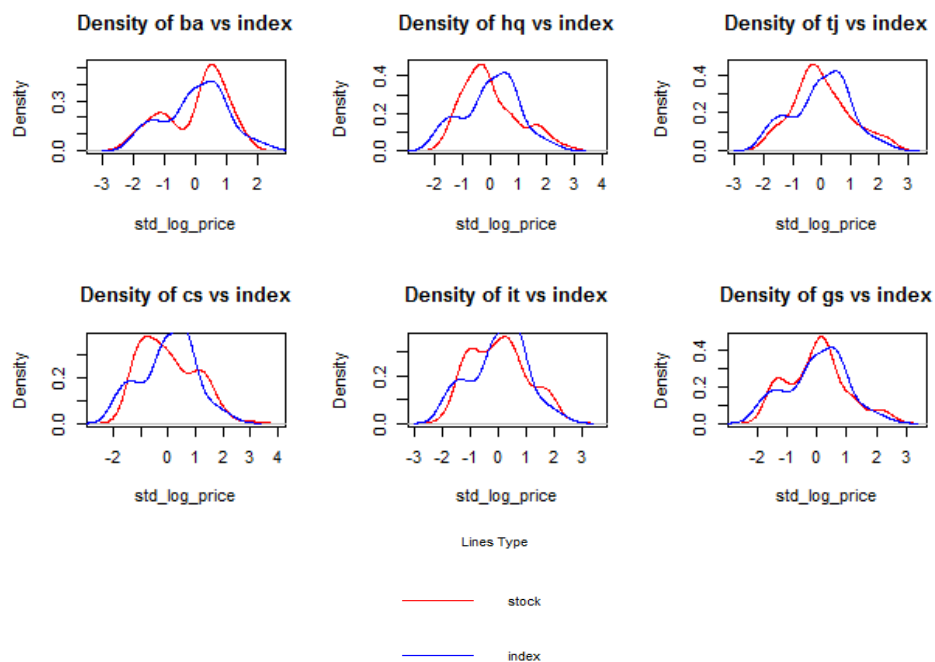 Density of ba vs index
Density
0.0 0.3
-3 -2 -1 0 1 2
std_log_price
Density of hq vs index
Density
0.0 0.2 0.4
-2 -1 0 1 2 3 4
std_log_price
Density of tj vs index
Density
0.0 0.2 0.4
-3 -2 -1 0 1 2 3
std_log_price
Density of cs vs index
Density
0.0 0.2
-2 0 1 2 3 4
std_log_price
Density of it vs index
Density
0.0 0.2
-3 -2 -1 0 1 2 3
std_log_price
Density of gs vs index
Density
0.0 0.2 0.4
-2 -1 0 1 2 3
std_log_price
Lines Type
stock
index